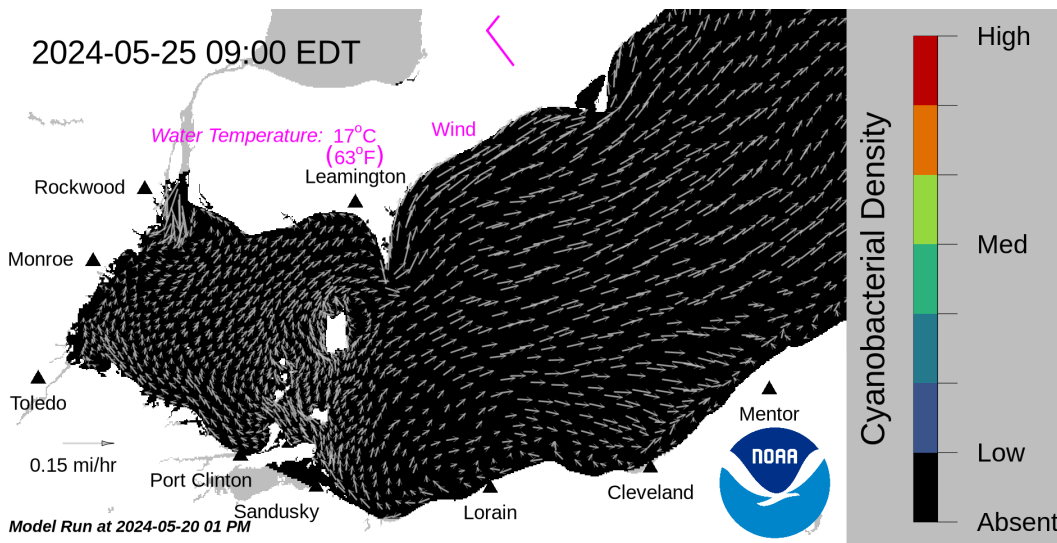 2024-05-25 09:00 EDT
High
Water Temperature: 17°C
(63°F)
Wind
Leamington
Rockwood
Monroe
Med
Cyanobacterial Density
Toledo
Mentor
0.15 mi/hr
NOAA
Low
Port Clinton
Cleveland
Sandusky
Lorain
Absent
Model Run at 2024-05-20 01 PM